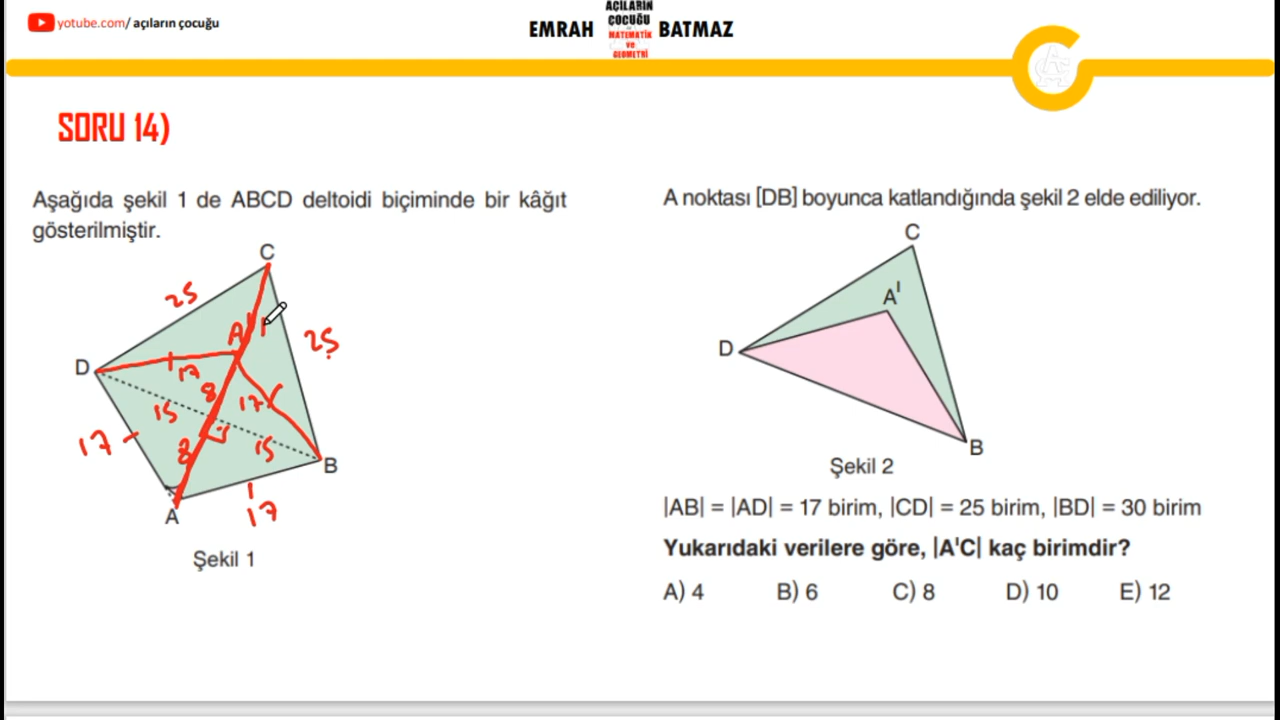 yotube.com/ açıların çocuğu
EMRAH
AÇILARIN
ÇOCUĞU
MATEMATİK
ve
GEOMETRİ
BATMAZ
SORU 14)
Aşağıda şekil 1 de ABCD deltoidi biçiminde bir kâğıt
gösterilmiştir.
C
25
A'
25
D
17
8
17
15
17
8
15
B
A
17
Şekil 1
A noktası [DB] boyunca katlandığında şekil 2 elde ediliyor.
C
A'
D
B
Şekil 2
|AB| = |AD| = 17 birim, |CD| = 25 birim, |BD| = 30 birim
Yukarıdaki verilere göre, |A'C| kaç birimdir?
A) 4 B) 6 C) 8 D) 10 E) 12